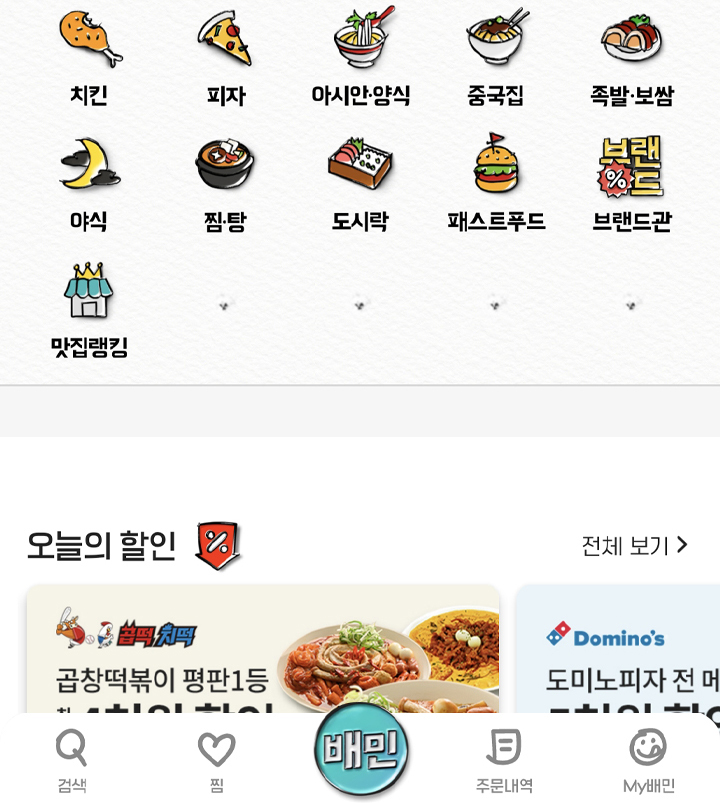 치킨 피자 아시안·양식 중국집 족발·보쌈
브랜드
%
야식 찜·탕 도시락 패스트푸드 브랜드관
맛집랭킹
오늘의 할인 % 전체 보기 >
곱떡 치떡 Domino's
곱창떡볶이 평판1등 도미노피자 전 메
배민
검색 찜 주문내역 My배민